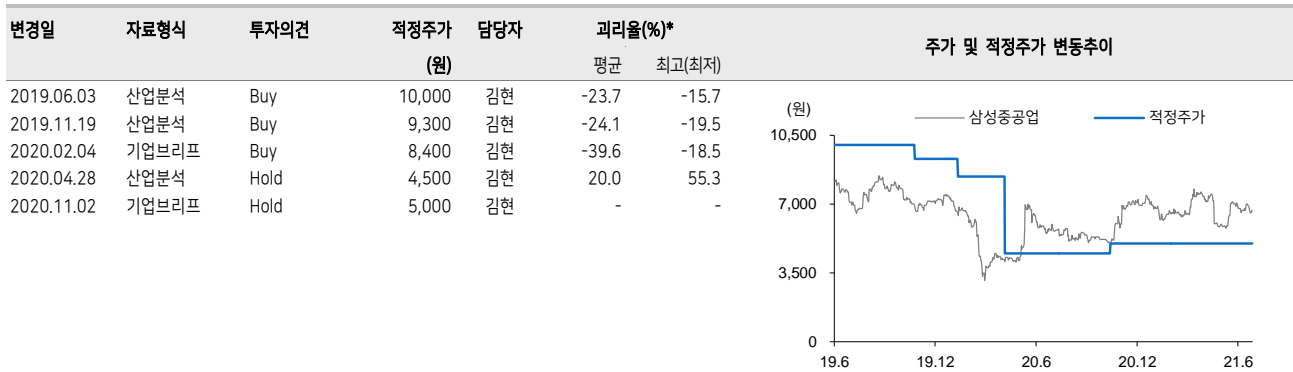 변경일 자료형식 투자의견 적정주가 담당자 괴리율(%)* 주가 및 적정주가 변동추이
(원) 평균 최고(최저)
2019.06.03 산업분석 Buy 10,000 김현 -23.7 -15.7
2019.11.19 산업분석 Buy 9,300 김현 -24.1 -19.5
2020.02.04 기업브리프 Buy 8,400 김현 -39.6 -18.5
2020.04.28 산업분석 Hold 4,500 김현 20.0 55.3
2020.11.02 기업브리프 Hold 5,000 김현 - -
(원) 삼성중공업 적정주가
10,500
7,000
3,500
0
19.6 19.12 20.6 20.12 21.6